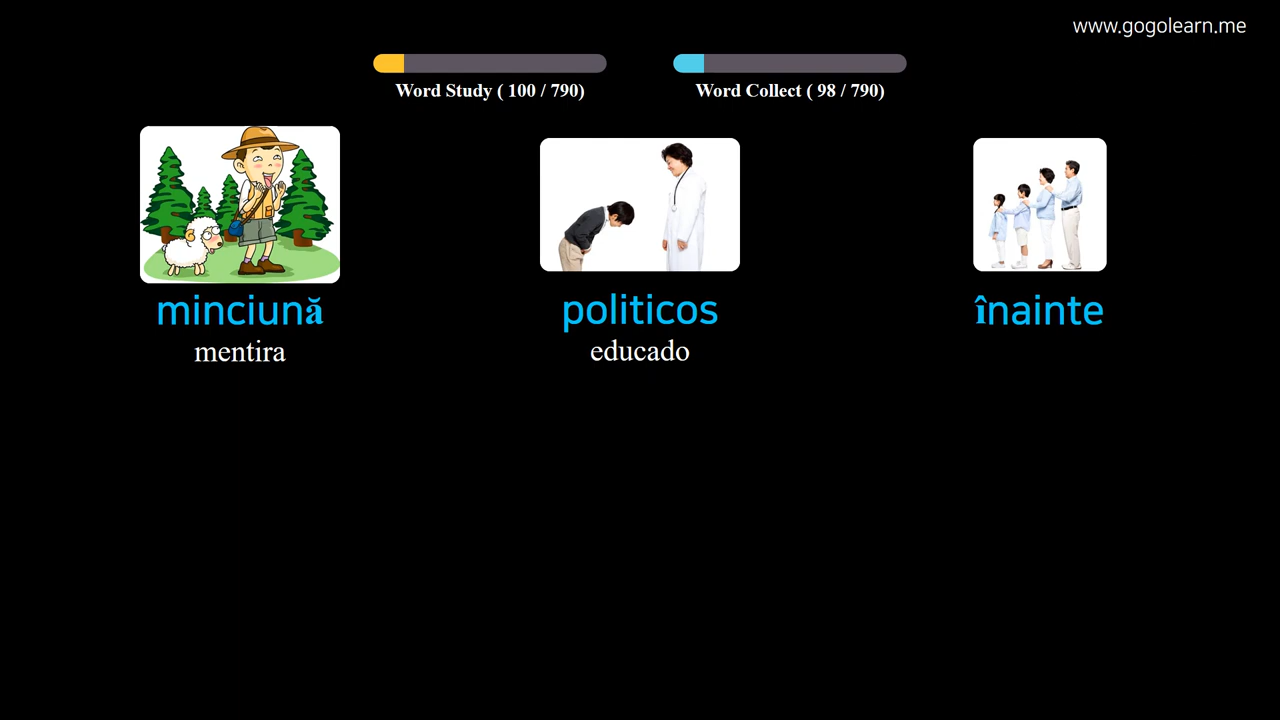 www.gogolearn.me
Word Study ( 100 / 790)
Word Collect ( 98 / 790)
minciună
politicos
înainte
mentira
educado